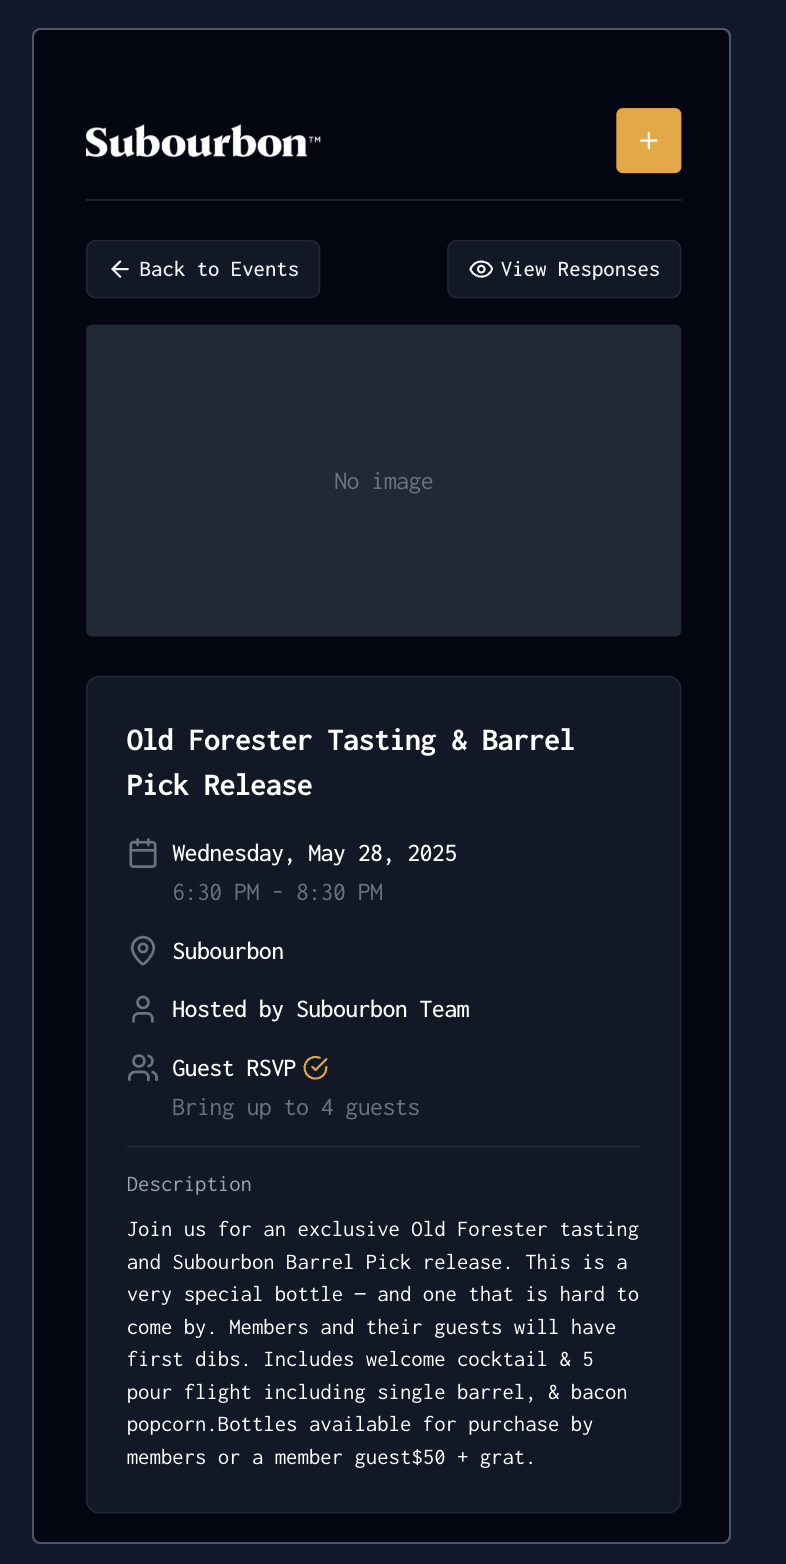 Subourbon™
+
Back to Events
View Responses
No image
Old Forester Tasting & Barrel
Pick Release
Wednesday, May 28, 2025
6:30 PM - 8:30 PM
Subourbon
Hosted by Subourbon Team
Guest RSVP
Bring up to 4 guests
Description
Join us for an exclusive Old Forester tasting
and Subourbon Barrel Pick release. This is a
very special bottle — and one that is hard to
come by. Members and their guests will have
first dibs. Includes welcome cocktail & 5
pour flight including single barrel, & bacon
popcorn.Bottles available for purchase by
members or a member guest$50 + grat.